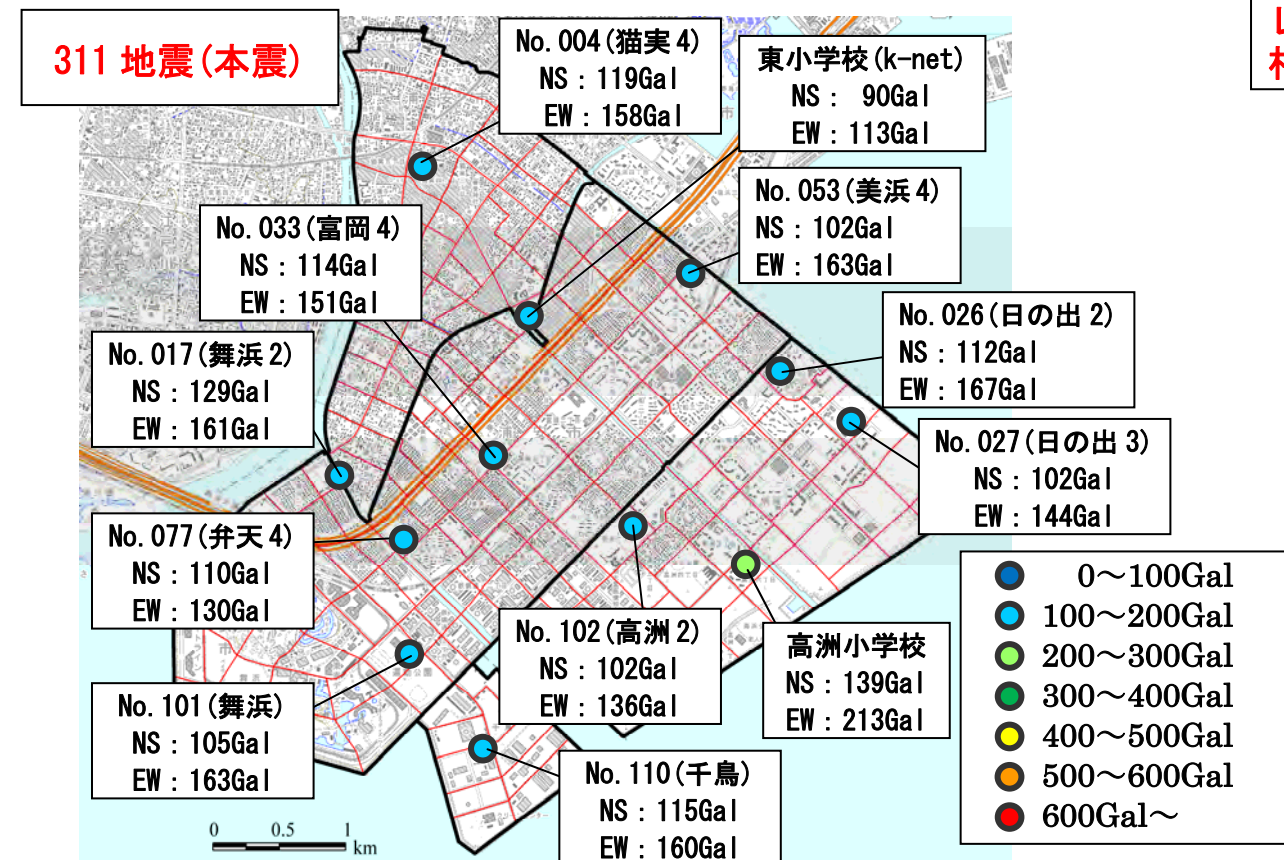 311 地震(本震)
No.004(猫実 4)
NS : 119Gal
EW : 158Gal
東小学校(k-net)
NS : 90Gal
EW : 113Gal
No.033(富岡 4)
NS : 114Gal
EW : 151Gal
No.053(美浜 4)
NS : 102Gal
EW : 163Gal
No.017(舞浜 2)
NS : 129Gal
EW : 161Gal
No.026(日の出 2)
NS : 112Gal
EW : 167Gal
No.027(日の出 3)
NS : 102Gal
EW : 144Gal
No.077(弁天 4)
NS : 110Gal
EW : 130Gal
No.102(高洲 2)
NS : 102Gal
EW : 136Gal
高洲小学校
NS : 139Gal
EW : 213Gal
No.101(舞浜)
NS : 105Gal
EW : 163Gal
No.110(千鳥)
NS : 115Gal
EW : 160Gal
0~100Gal
100~200Gal
200~300Gal
300~400Gal
400~500Gal
500~600Gal
600Gal~
0 0.5 1
km